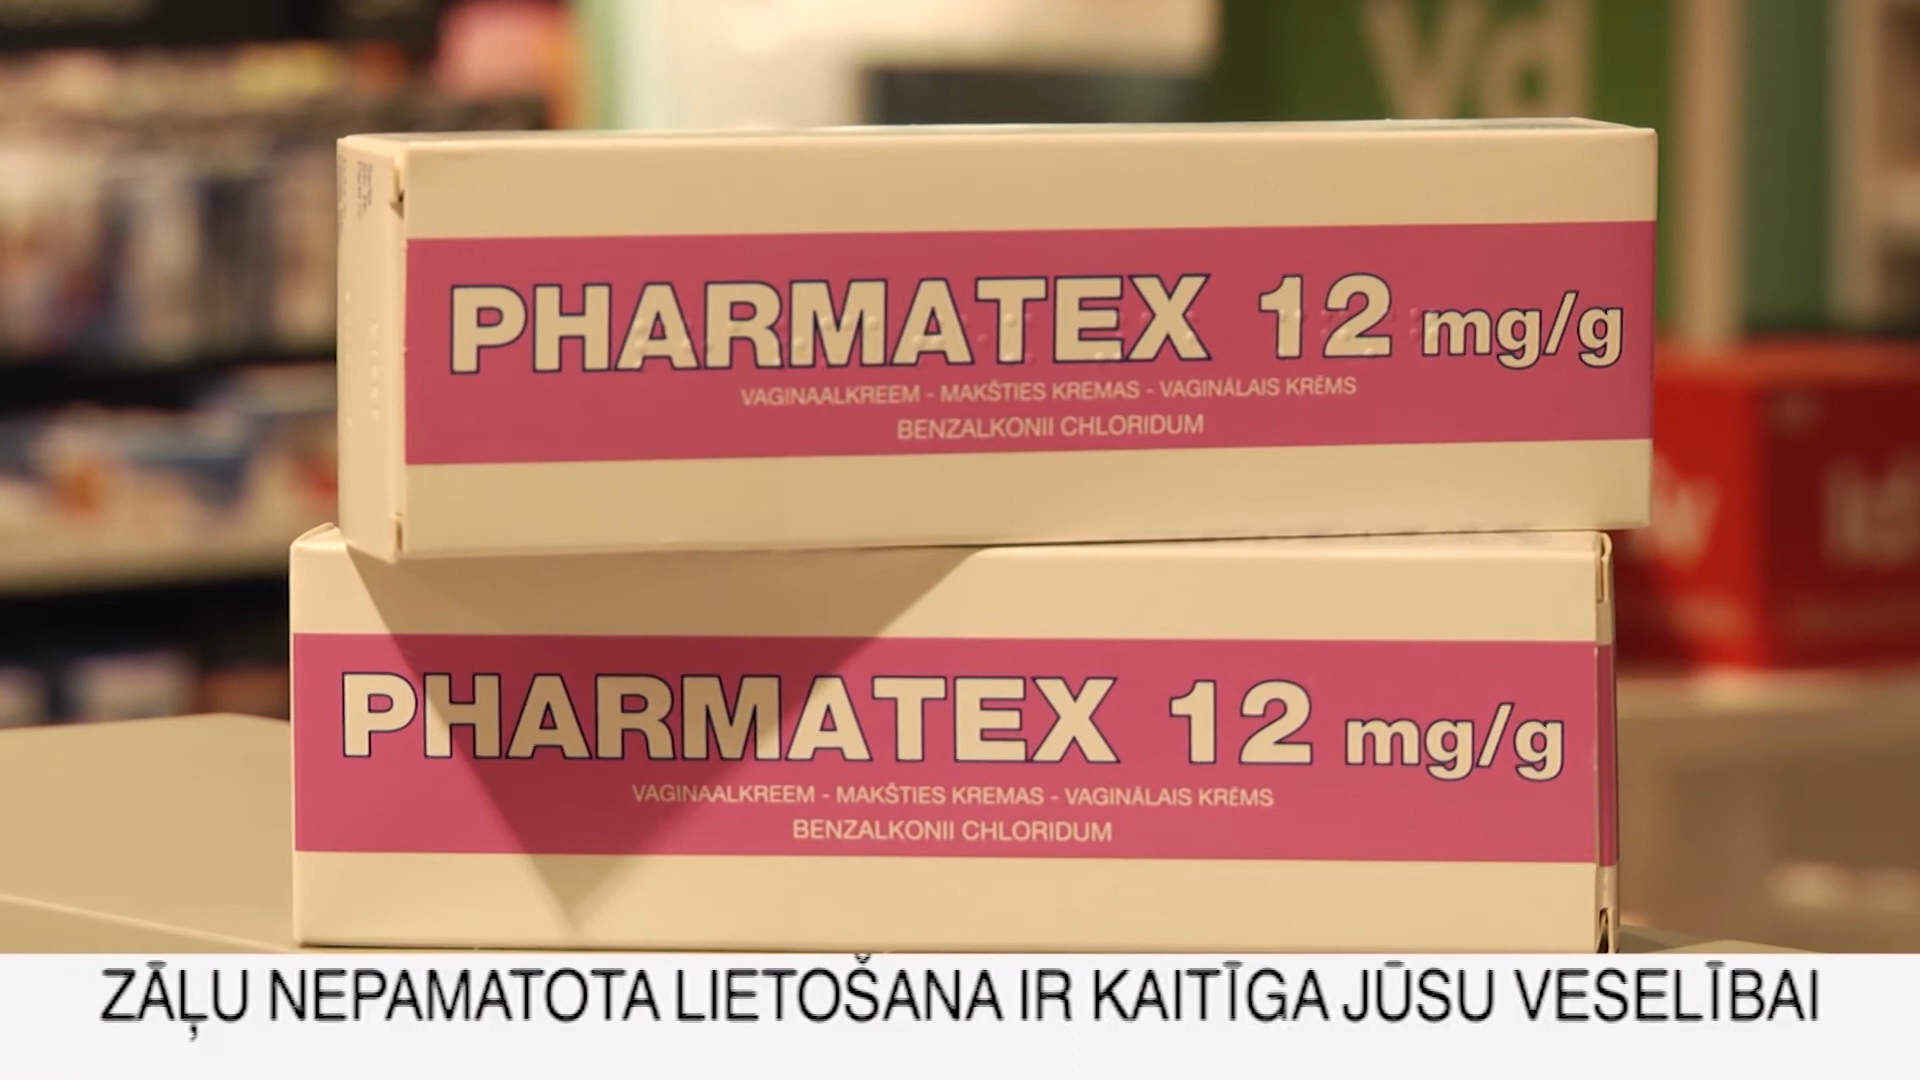 Vd
PHARMATEX 12 mg/g
VAGINAALKREEM - MAKŠTIES KREMAS - VAGINĀLAIS KRĒMS
BENZALKONII CHLORIDUM
PHARMATEX 12 mg/g
VAGINAALKREEM - MAKŠTIES KREMAS - VAGINĀLAIS KRĒMS
BENZALKONII CHLORIDUM
ZĀĻU NEPAMATOTA LIETOŠANA IR KAITĪGA JŪSU VESELĪBAI